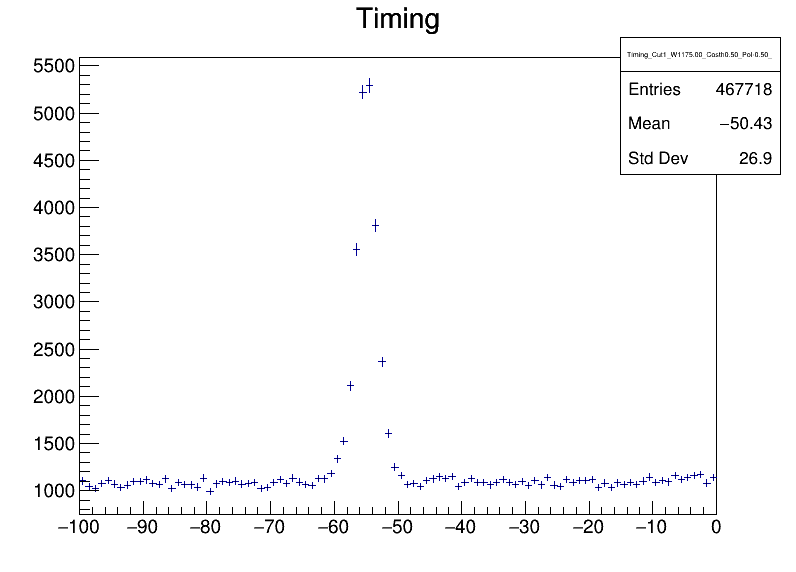 Timing
Timing_Cut1_W1175.00_Costh0.50_Pol-0.50_
Entries 467718
Mean −50.43
Std Dev 26.9
5500
5000
4500
4000
3500
3000
2500
2000
1500
1000
−100 −90 −80 −70 −60 −50 −40 −30 −20 −10 0